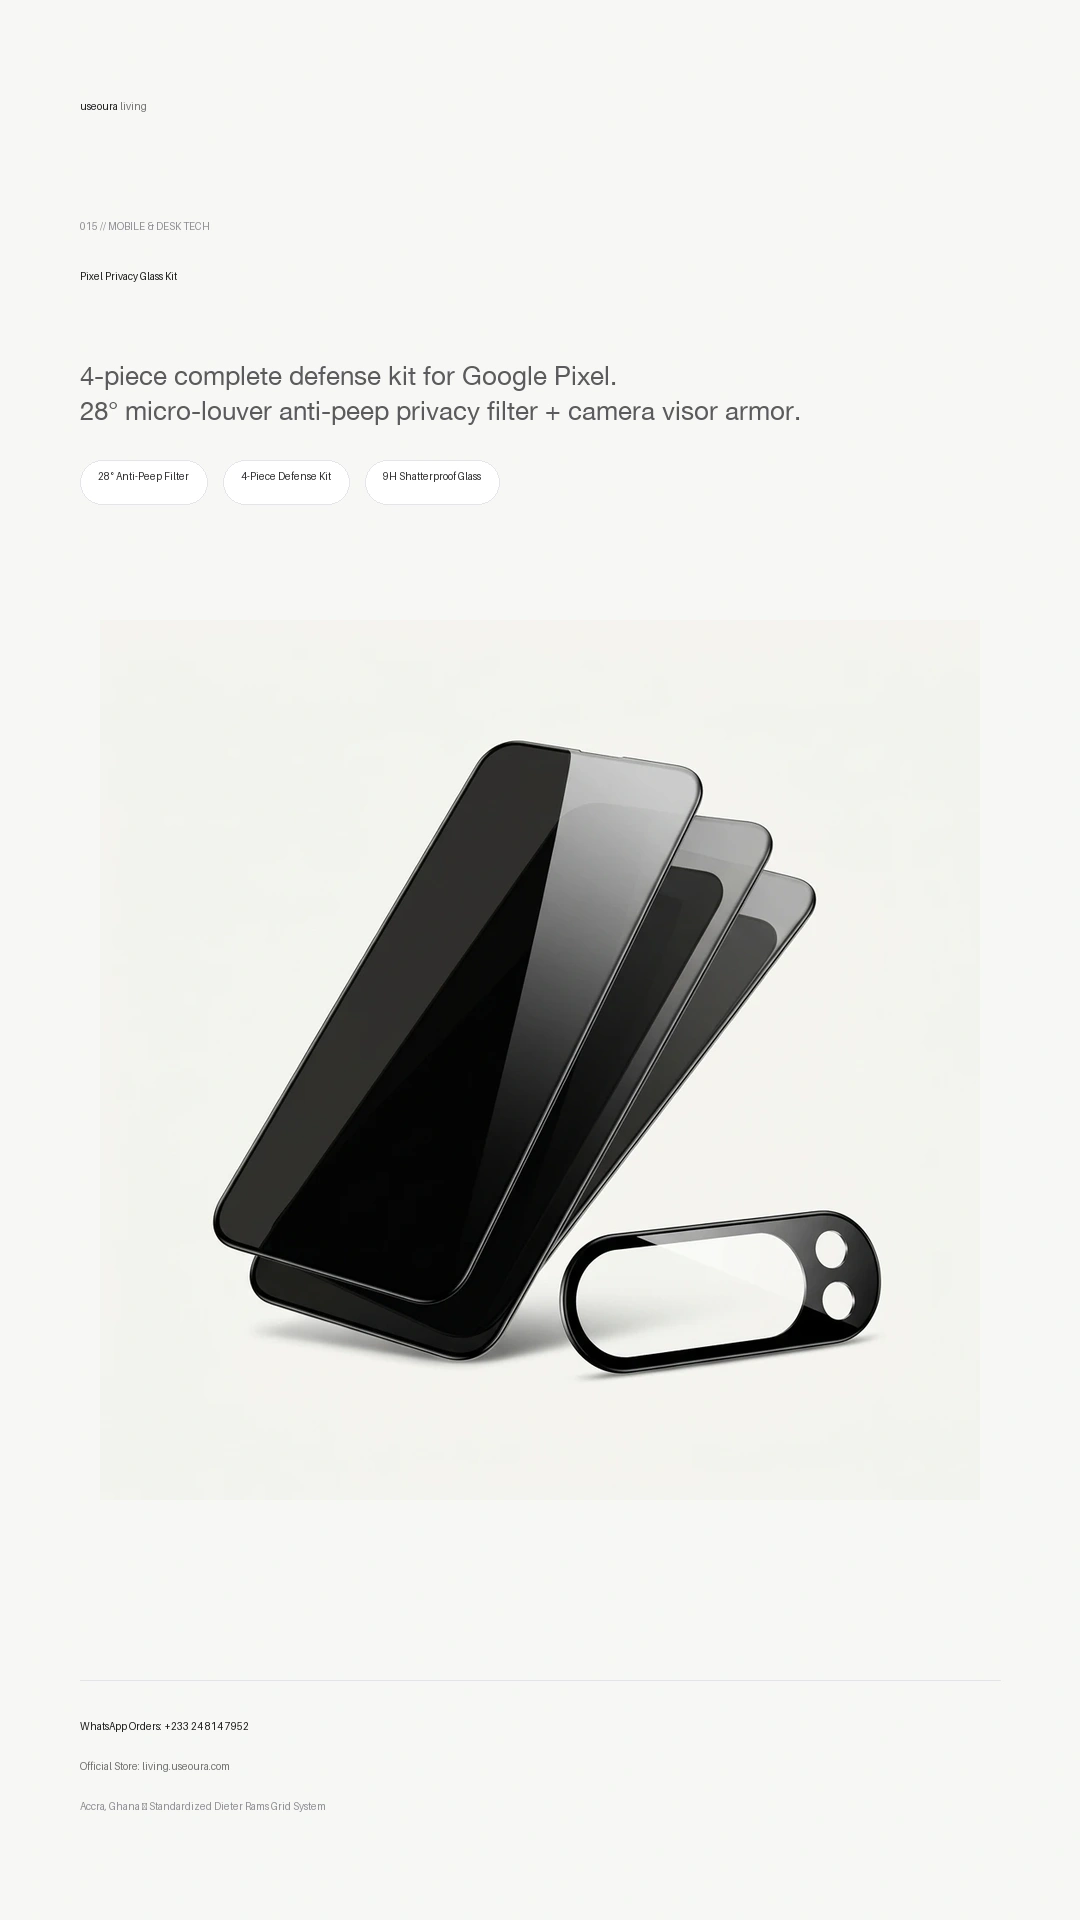 useoura living
015 // MOBILE & DESK TECH
Pixel Privacy Glass Kit
4-piece complete defense kit for Google Pixel.
28° micro-louver anti-peep privacy filter + camera visor armor.
28° Anti-Peep Filter
4-Piece Defense Kit
9H Shatterproof Glass
WhatsApp Orders: +233 248147952
Official Store: living.useoura.com
Accra, Ghana ▯ Standardized Dieter Rams Grid System